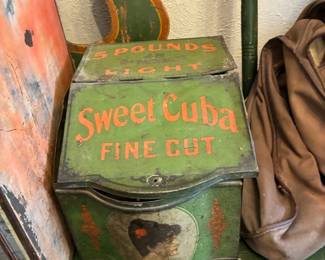 5 POUNDS
LIGHT
Sweet Cuba
FINE CUT